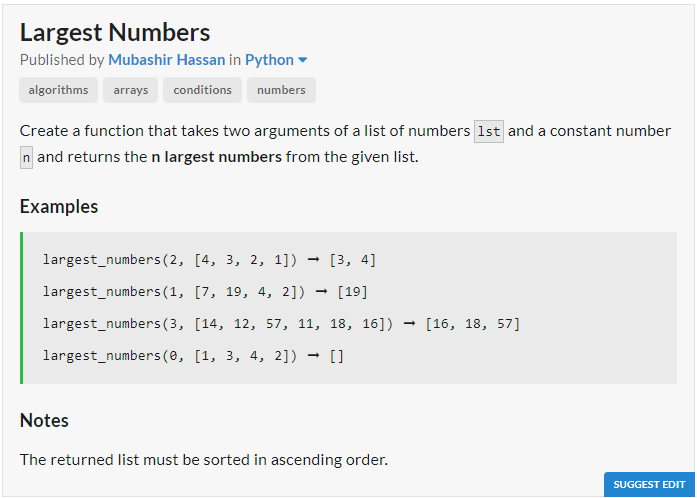 Largest Numbers
Published by Mubashir Hassan in Python
algorithms arrays conditions numbers
Create a function that takes two arguments of a list of numbers lst and a constant number
n and returns the n largest numbers from the given list.
Examples
largest_numbers(2, [4, 3, 2, 1]) ➞ [3, 4]
largest_numbers(1, [7, 19, 4, 2]) ➞ [19]
largest_numbers(3, [14, 12, 57, 11, 18, 16]) ➞ [16, 18, 57]
largest_numbers(0, [1, 3, 4, 2]) ➞ []
Notes
The returned list must be sorted in ascending order.
SUGGEST EDIT